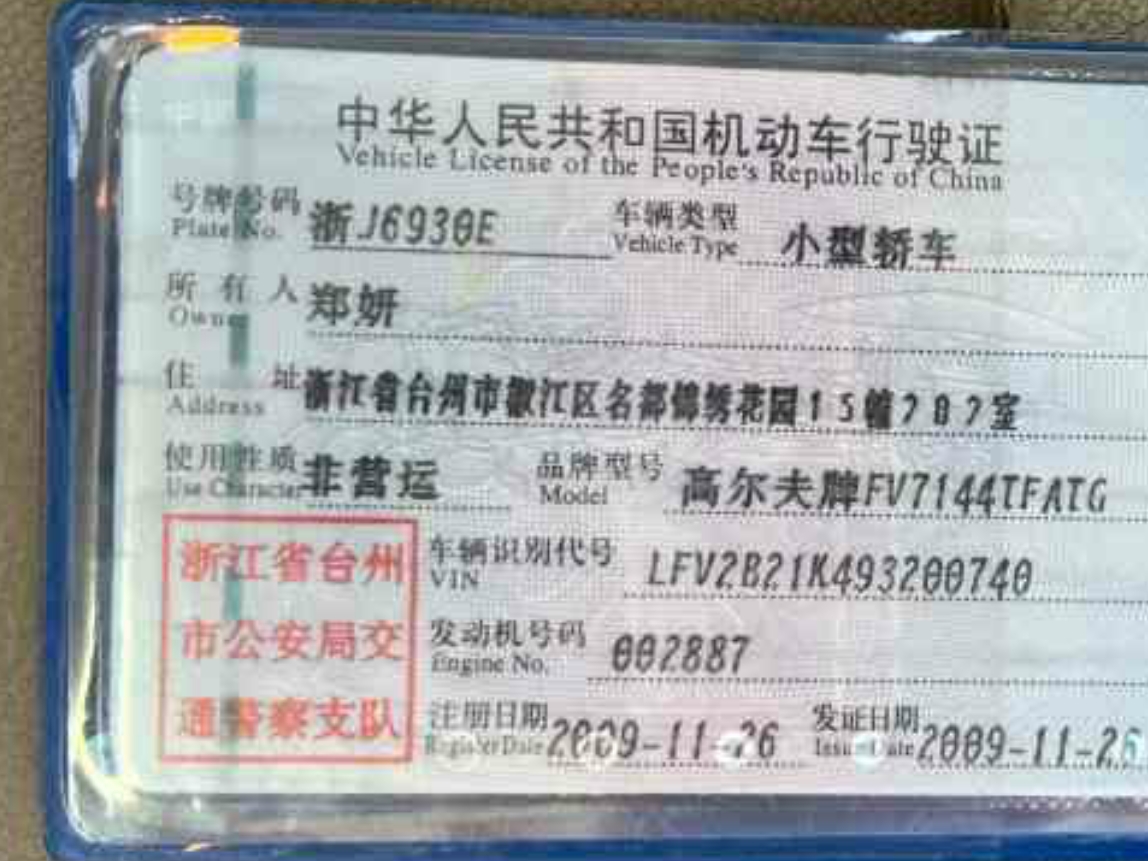 中华人民共和国机动车行驶证
Vehicle License of the People's Republic of China
号牌号码 浙J6930E 车辆类型 小型轿车
Plate No. Vehicle Type
所有人 郑妍
Owner
住址 浙江省台州市椒江区名都锦绣花园15幢702室
Address
使用性质 非营运 品牌型号 高尔夫牌FV7144TFATG
Use Character Model
浙江省台州 车辆识别代号 LFV2B21K493200740
VIN
市公安局交 发动机号码 002887
Engine No.
通警察支队 注册日期 2009-11-26 发证日期 2009-11-26
Register Date Issue Date